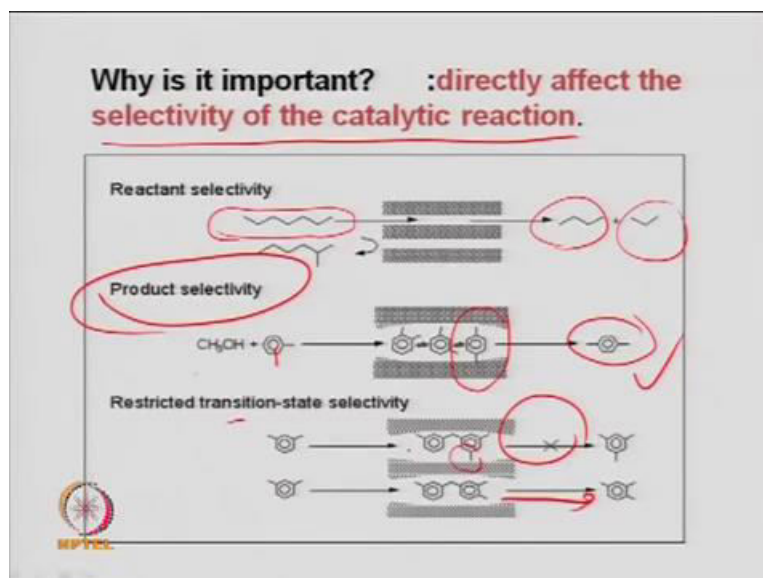 Why is it important? :directly affect the
selectivity of the catalytic reaction.
Reactant selectivity
+
Product selectivity
CH₃OH +
Restricted transition-state selectivity
NPTEL